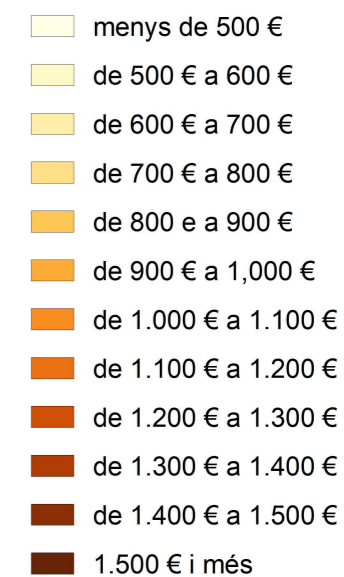 menys de 500 €
de 500 € a 600 €
de 600 € a 700 €
de 700 € a 800 €
de 800 e a 900 €
de 900 € a 1,000 €
de 1.000 € a 1.100 €
de 1.100 € a 1.200 €
de 1.200 € a 1.300 €
de 1.300 € a 1.400 €
de 1.400 € a 1.500 €
1.500 € i més